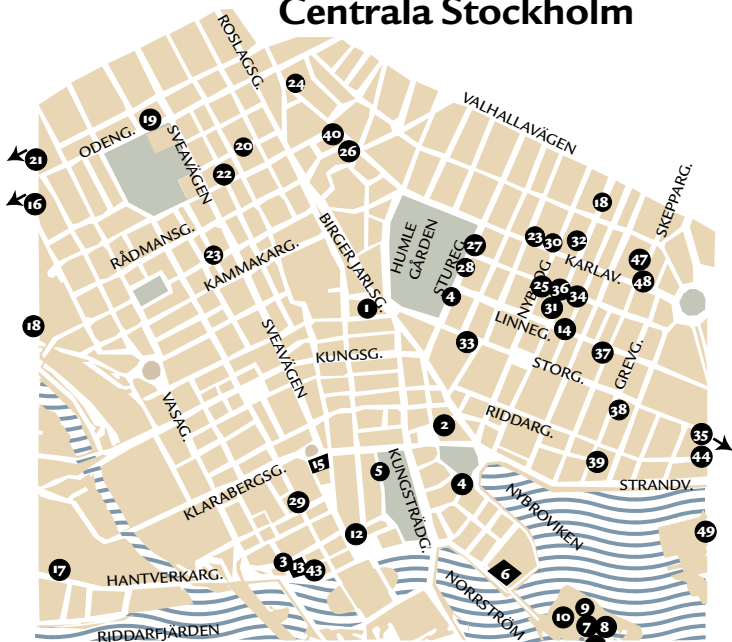 Centrala Stockholm
ROSLAGSG.
24
VALHALLAVÄGEN
19
ODENG.
SVEAVÄGEN
20
40
26
21
22
16
18
SKEPPARG.
RÅDMANSG.
23
KAMMAKARG.
BIRGER JARLSG.
HUMLE
GÅRDEN
STUREG.
27
28
4
23
30
32
KARLAV.
47
48
NYBROG
25
36
34
31
14
1
18
LINNEG.
33
37
SVEAVÄGEN
KUNGSG.
STORG.
GREVG.
38
VASAG.
2
RIDDARG.
35
44
39
STRANDV.
15
5
KUNGSTRÄDG.
4
KLARABERGSG.
29
NYBROVIKEN
12
49
17
HANTVERKARG.
3
13
43
6
NORRSTRÖM
9
10
7
8
RIDDARFJÄRDEN